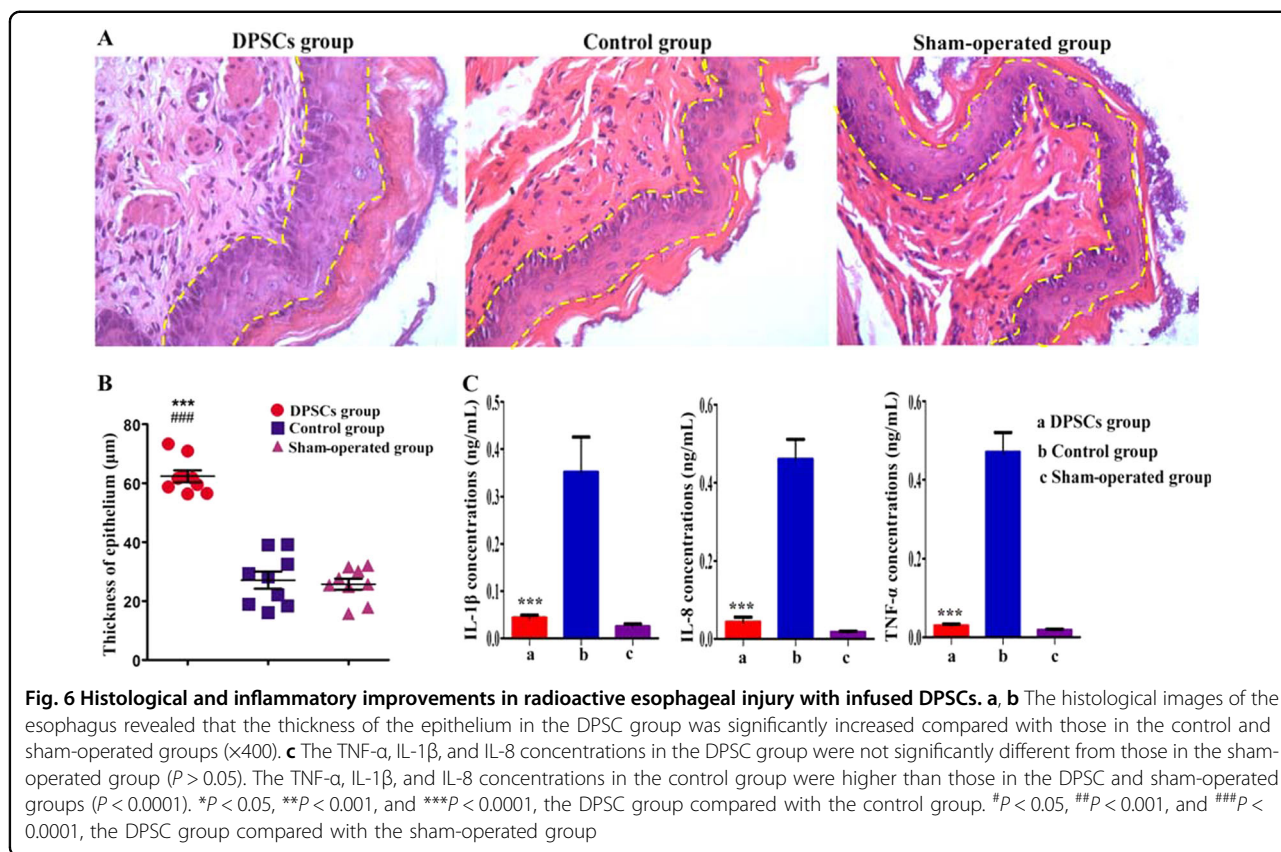 A
DPSCs group
Control group
Sham-operated group
B
*** 
###
DPSCs group
Control group
Sham-operated group
Thickness of epithelium (μm)
80
60
40
20
0
C
IL-1β concentrations (ng/mL)
0.5
0.4
0.3
0.2
0.1
0.0
***
a
b
c
IL-8 concentrations (ng/mL)
0.6
0.4
0.2
0.0
***
a
b
c
TNF-α concentrations (ng/mL)
0.6
0.4
0.2
0.0
***
a
b
c
a DPSCs group
b Control group
c Sham-operated group
Fig. 6 Histological and inflammatory improvements in radioactive esophageal injury with infused DPSCs. a, b The histological images of the
esophagus revealed that the thickness of the epithelium in the DPSC group was significantly increased compared with those in the control and
sham-operated groups (×400). c The TNF-α, IL-1β, and IL-8 concentrations in the DPSC group were not significantly different from those in the sham-
operated group (P > 0.05). The TNF-α, IL-1β, and IL-8 concentrations in the control group were higher than those in the DPSC and sham-operated
groups (P < 0.0001). *P < 0.05, **P < 0.001, and ***P < 0.0001, the DPSC group compared with the control group. #P < 0.05, ##P < 0.001, and ###P <
0.0001, the DPSC group compared with the sham-operated group